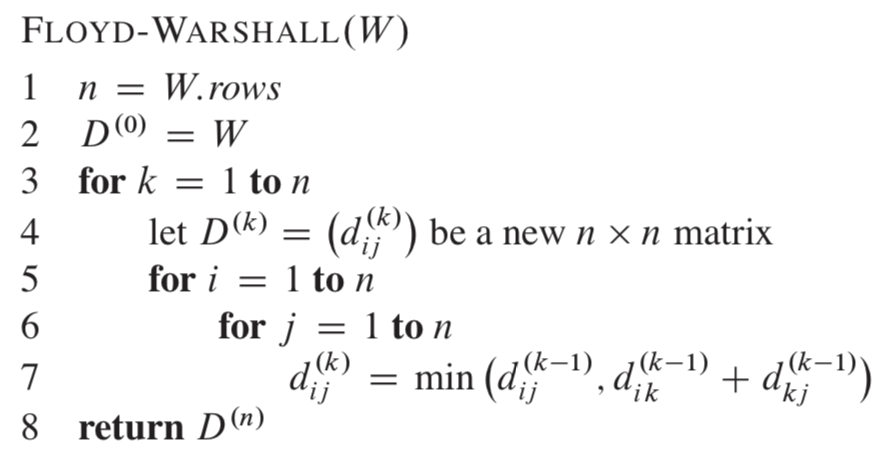 FLOYD-WARSHALL(W)
1 n = W.rows
2 D^(0) = W
3 for k = 1 to n
4 let D^(k) = (d_ij^(k)) be a new n × n matrix
5 for i = 1 to n
6 for j = 1 to n
7 d_ij^(k) = min (d_ij^(k−1), d_ik^(k−1) + d_kj^(k−1))
8 return D^(n)